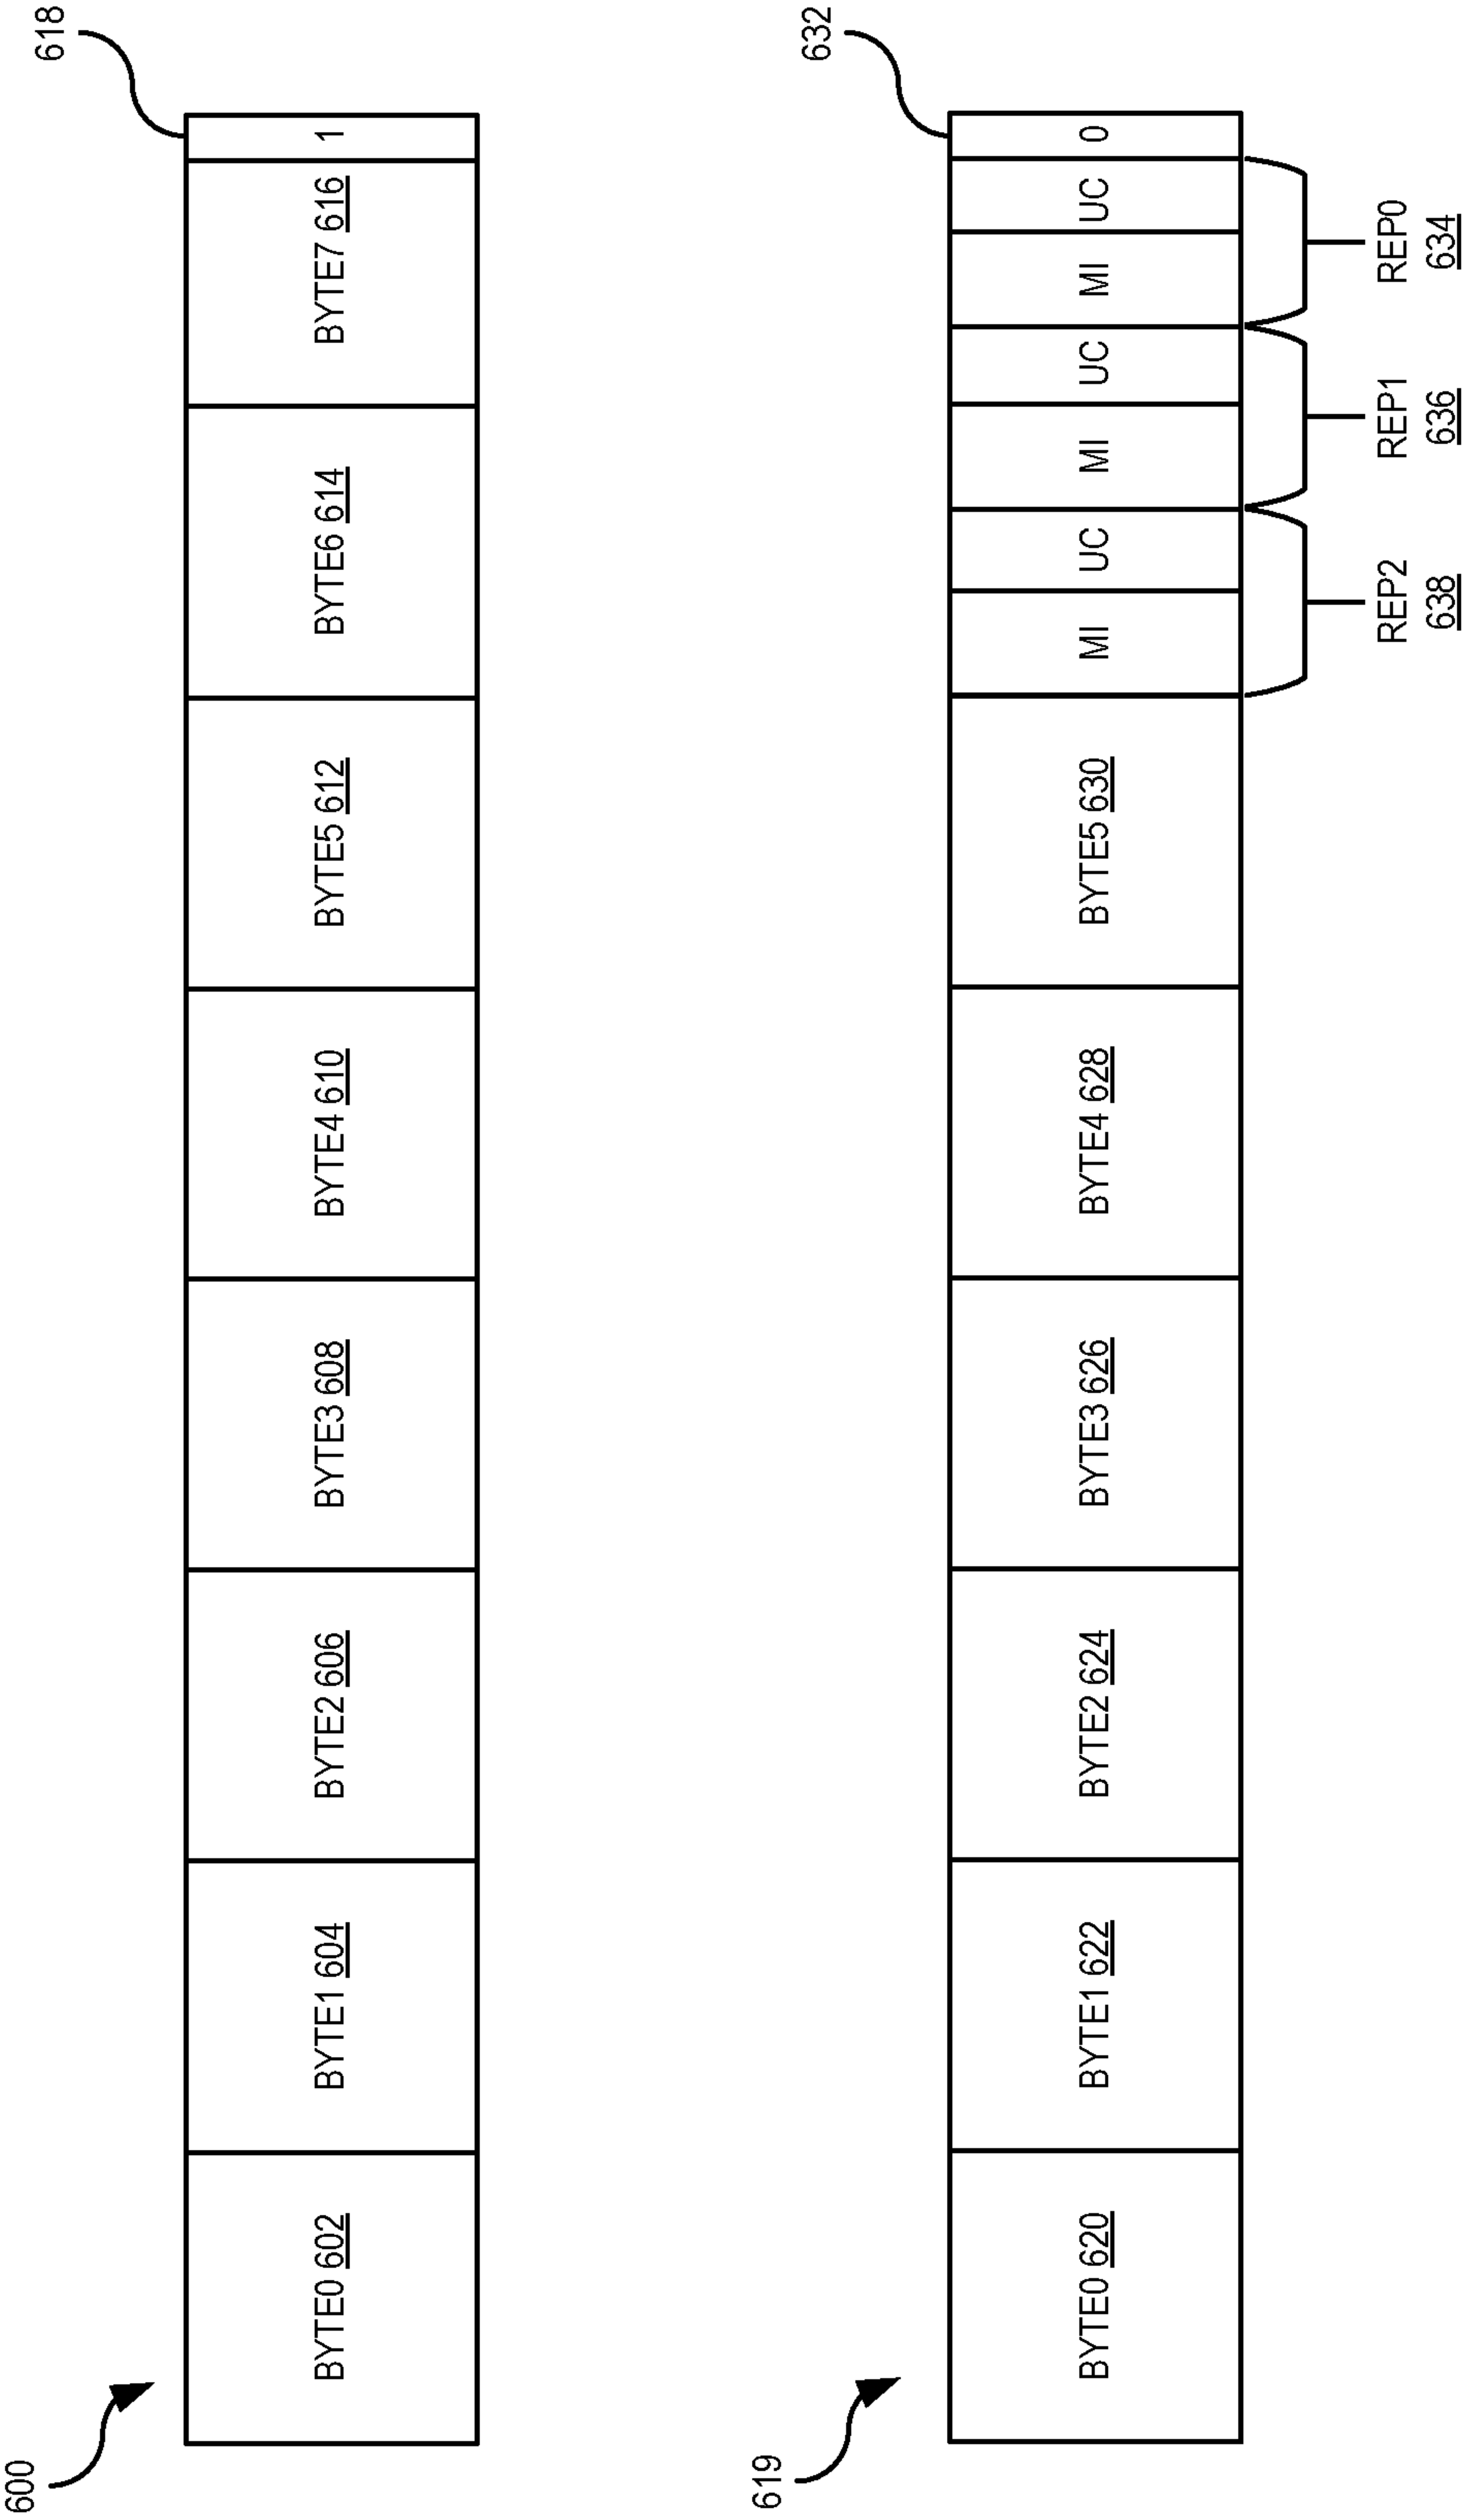 600
618
BYTE0 602
BYTE1 604
BYTE2 606
BYTE3 608
BYTE4 610
BYTE5 612
BYTE6 614
BYTE7 616
1
619
632
BYTE0 620
BYTE1 622
BYTE2 624
BYTE3 626
BYTE4 628
BYTE5 630
MI
UC
MI
UC
MI
UC
0
REP2
638
REP1
636
REP0
634